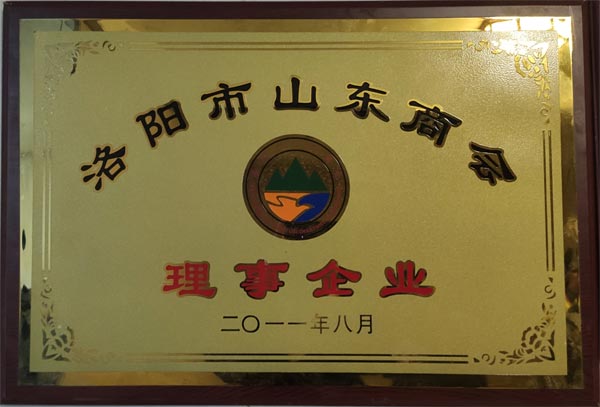 洛阳市山东商会
理事企业
二〇一一年八月